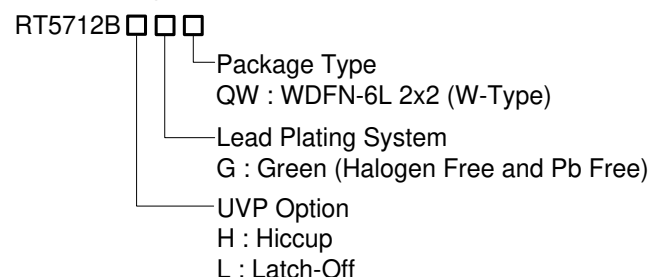 RT5712B
Package Type
QW : WDFN-6L 2x2 (W-Type)
Lead Plating System
G : Green (Halogen Free and Pb Free)
UVP Option
H : Hiccup
L : Latch-Off